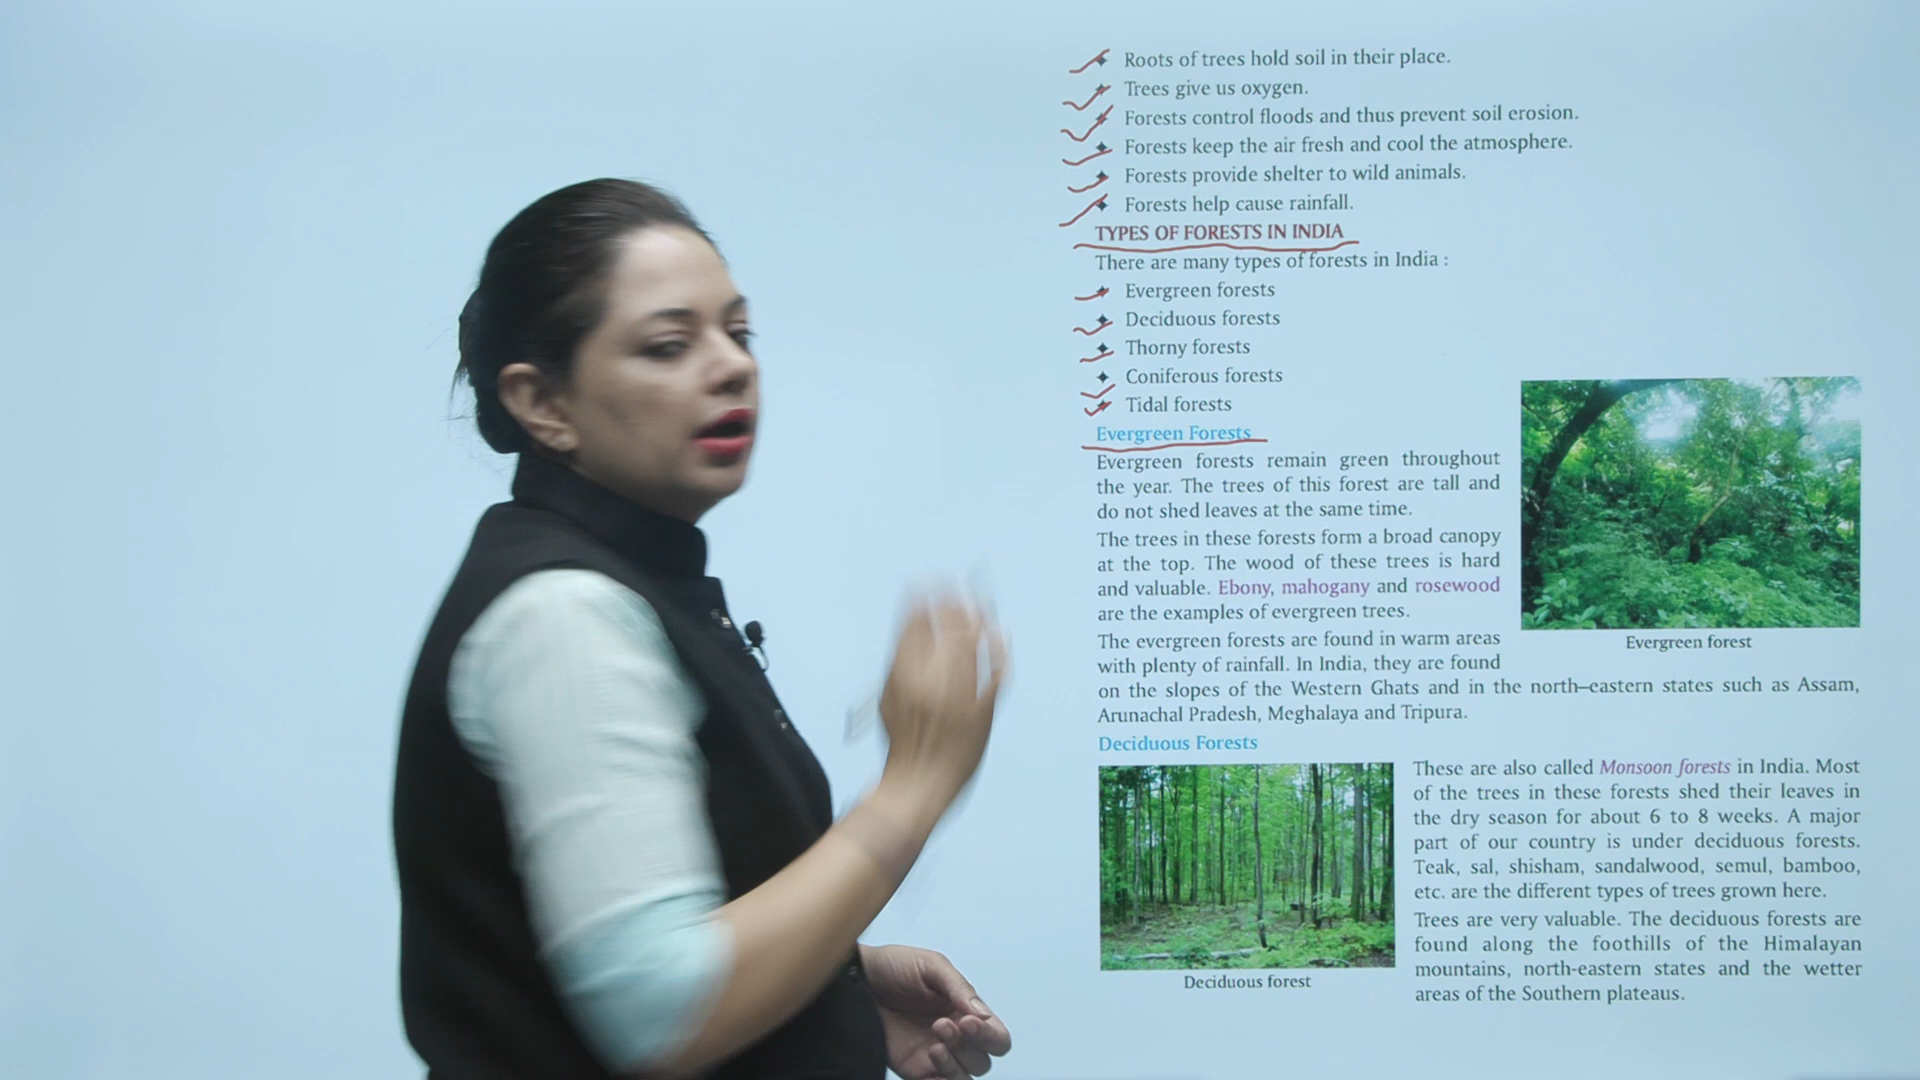 Roots of trees hold soil in their place.
Trees give us oxygen.
Forests control floods and thus prevent soil erosion.
Forests keep the air fresh and cool the atmosphere.
Forests provide shelter to wild animals.
Forests help cause rainfall.
TYPES OF FORESTS IN INDIA
There are many types of forests in India :
Evergreen forests
Deciduous forests
Thorny forests
Coniferous forests
Tidal forests
Evergreen Forests
Evergreen forests remain green throughout
the year. The trees of this forest are tall and
do not shed leaves at the same time.
The trees in these forests form a broad canopy
at the top. The wood of these trees is hard
and valuable. Ebony, mahogany and rosewood
are the examples of evergreen trees.
The evergreen forests are found in warm areas
with plenty of rainfall. In India, they are found
on the slopes of the Western Ghats and in the north–eastern states such as Assam,
Arunachal Pradesh, Meghalaya and Tripura.
Evergreen forest
Deciduous Forests
These are also called Monsoon forests in India. Most
of the trees in these forests shed their leaves in
the dry season for about 6 to 8 weeks. A major
part of our country is under deciduous forests.
Teak, sal, shisham, sandalwood, semul, bamboo,
etc. are the different types of trees grown here.
Trees are very valuable. The deciduous forests are
found along the foothills of the Himalayan
mountains, north-eastern states and the wetter
areas of the Southern plateaus.
Deciduous forest